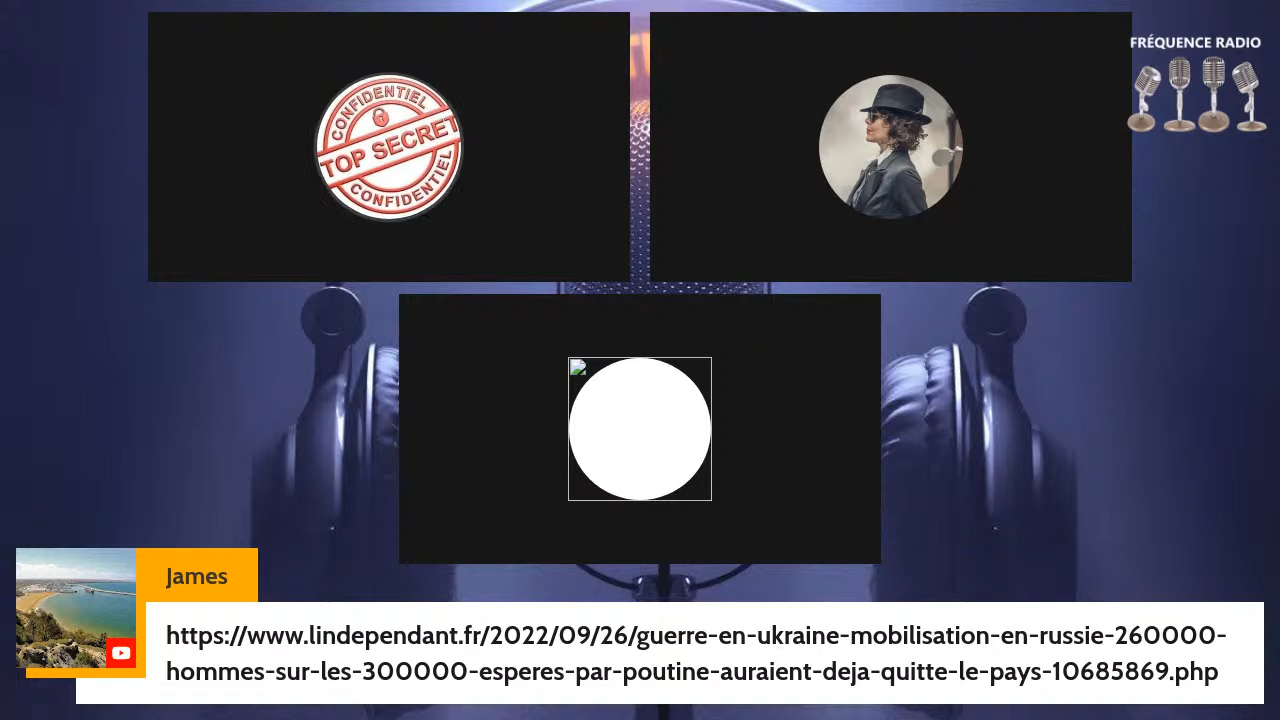 FRÉQUENCE RADIO
CONFIDENTIEL
TOP SECRET
CONFIDENTIEL
James
https://www.lindependant.fr/2022/09/26/guerre-en-ukraine-mobilisation-en-russie-260000-
hommes-sur-les-300000-esperes-par-poutine-auraient-deja-quitte-le-pays-10685869.php